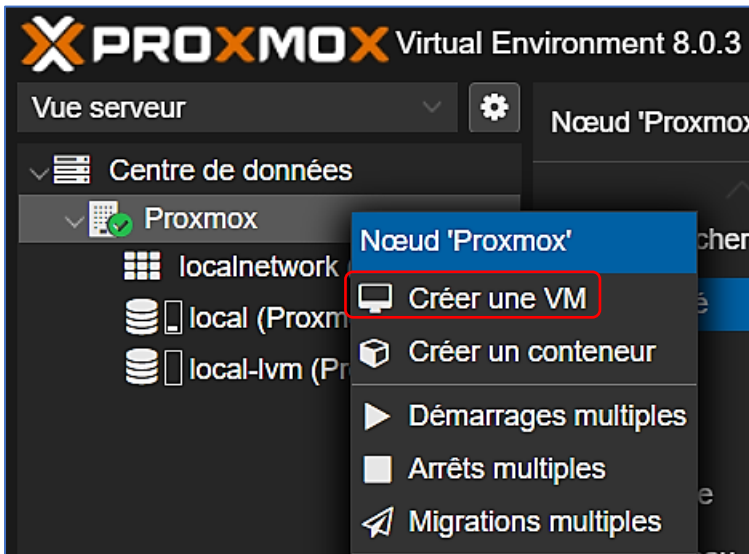 PROXMOX Virtual Environment 8.0.3
Vue serveur
Nœud 'Proxmox
Centre de données
Proxmox
Nœud 'Proxmox'
localnetwork
Créer une VM
local (Proxm
Créer un conteneur
local-lvm (Pr
Démarrages multiples
Arrêts multiples
Migrations multiples